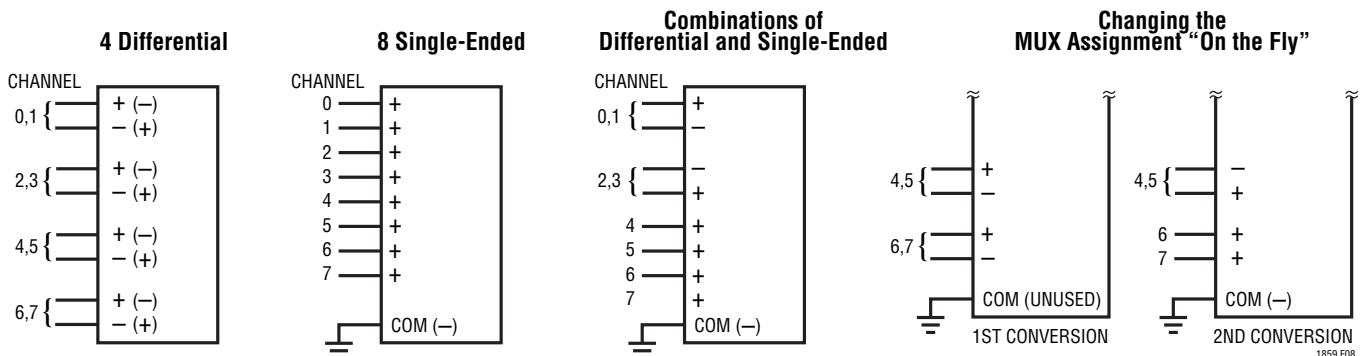 4 Differential
CHANNEL
0,1 { + (–)
– (+)
2,3 { + (–)
– (+)
4,5 { + (–)
– (+)
6,7 { + (–)
– (+)
8 Single-Ended
CHANNEL
0 +
1 +
2 +
3 +
4 +
5 +
6 +
7 +
COM (–)
Combinations of
Differential and Single-Ended
CHANNEL
0,1 { +
–
2,3 { –
+
4 +
5 +
6 +
7 +
COM (–)
Changing the
MUX Assignment “On the Fly”
4,5 { +
–
6,7 { +
–
COM (UNUSED)
1ST CONVERSION
4,5 { –
+
6 +
7 +
COM (–)
2ND CONVERSION
1859 F08